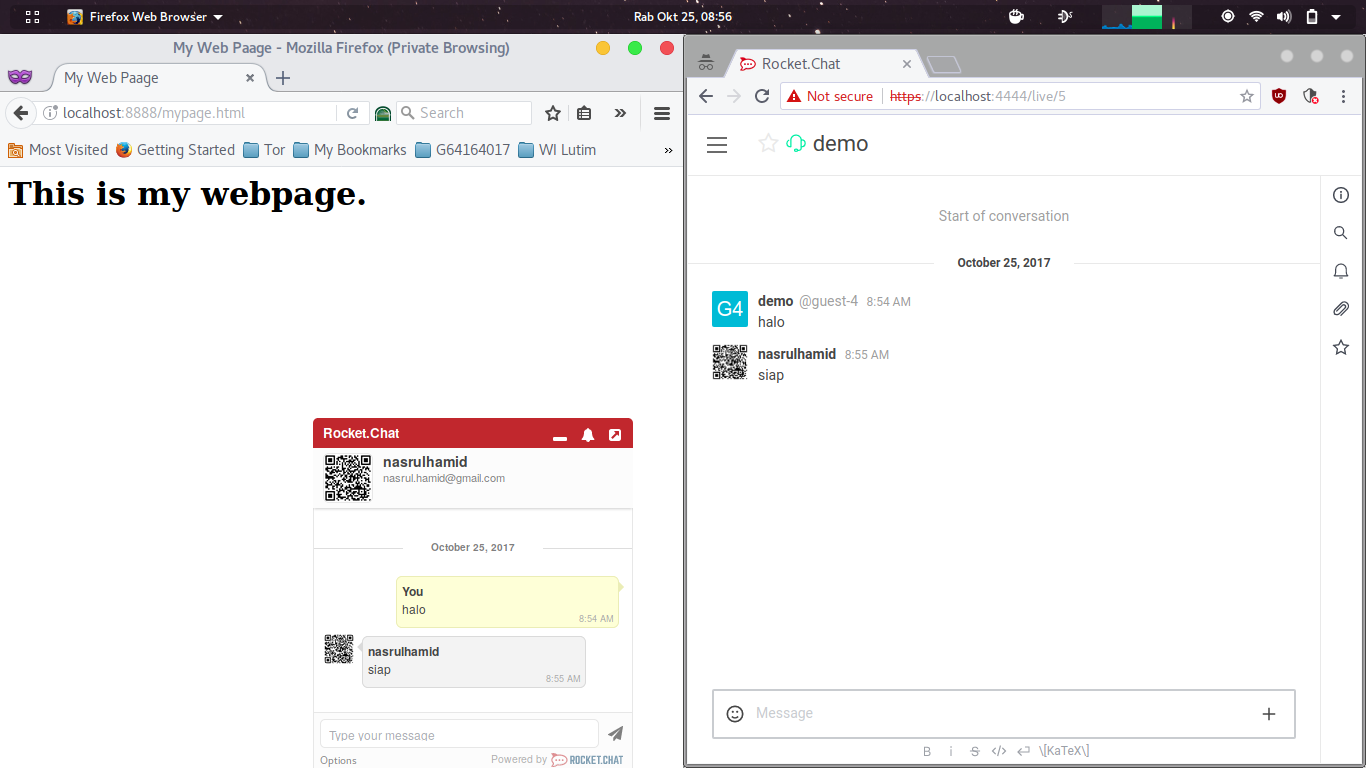 Firefox Web Browser
Rab Okt 25, 08:56
My Web Paage - Mozilla Firefox (Private Browsing)
My Web Paage
localhost:8888/mypage.html
Search
Most Visited
Getting Started
Tor
My Bookmarks
G64164017
WI Lutim
This is my webpage.
Rocket.Chat
nasrulhamid
nasrul.hamid@gmail.com
October 25, 2017
You
halo
8:54 AM
nasrulhamid
siap
8:55 AM
Type your message
Options
Powered by ROCKET.CHAT
Rocket.Chat
Not secure
https://localhost:4444/live/5
demo
Start of conversation
October 25, 2017
G4
demo @guest-4 8:54 AM
halo
nasrulhamid 8:55 AM
siap
Message
B i S </> \[KaTeX\]